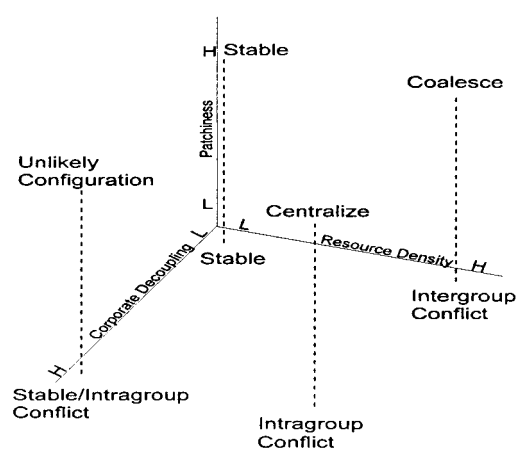 H Stable
Coalesce
Patchiness
Unlikely
Configuration
L
Centralize
L
L
Resource Density
H
Stable
Corporate Decoupling
Intergroup
Conflict
H
Stable/Intragroup
Conflict
Intragroup
Conflict